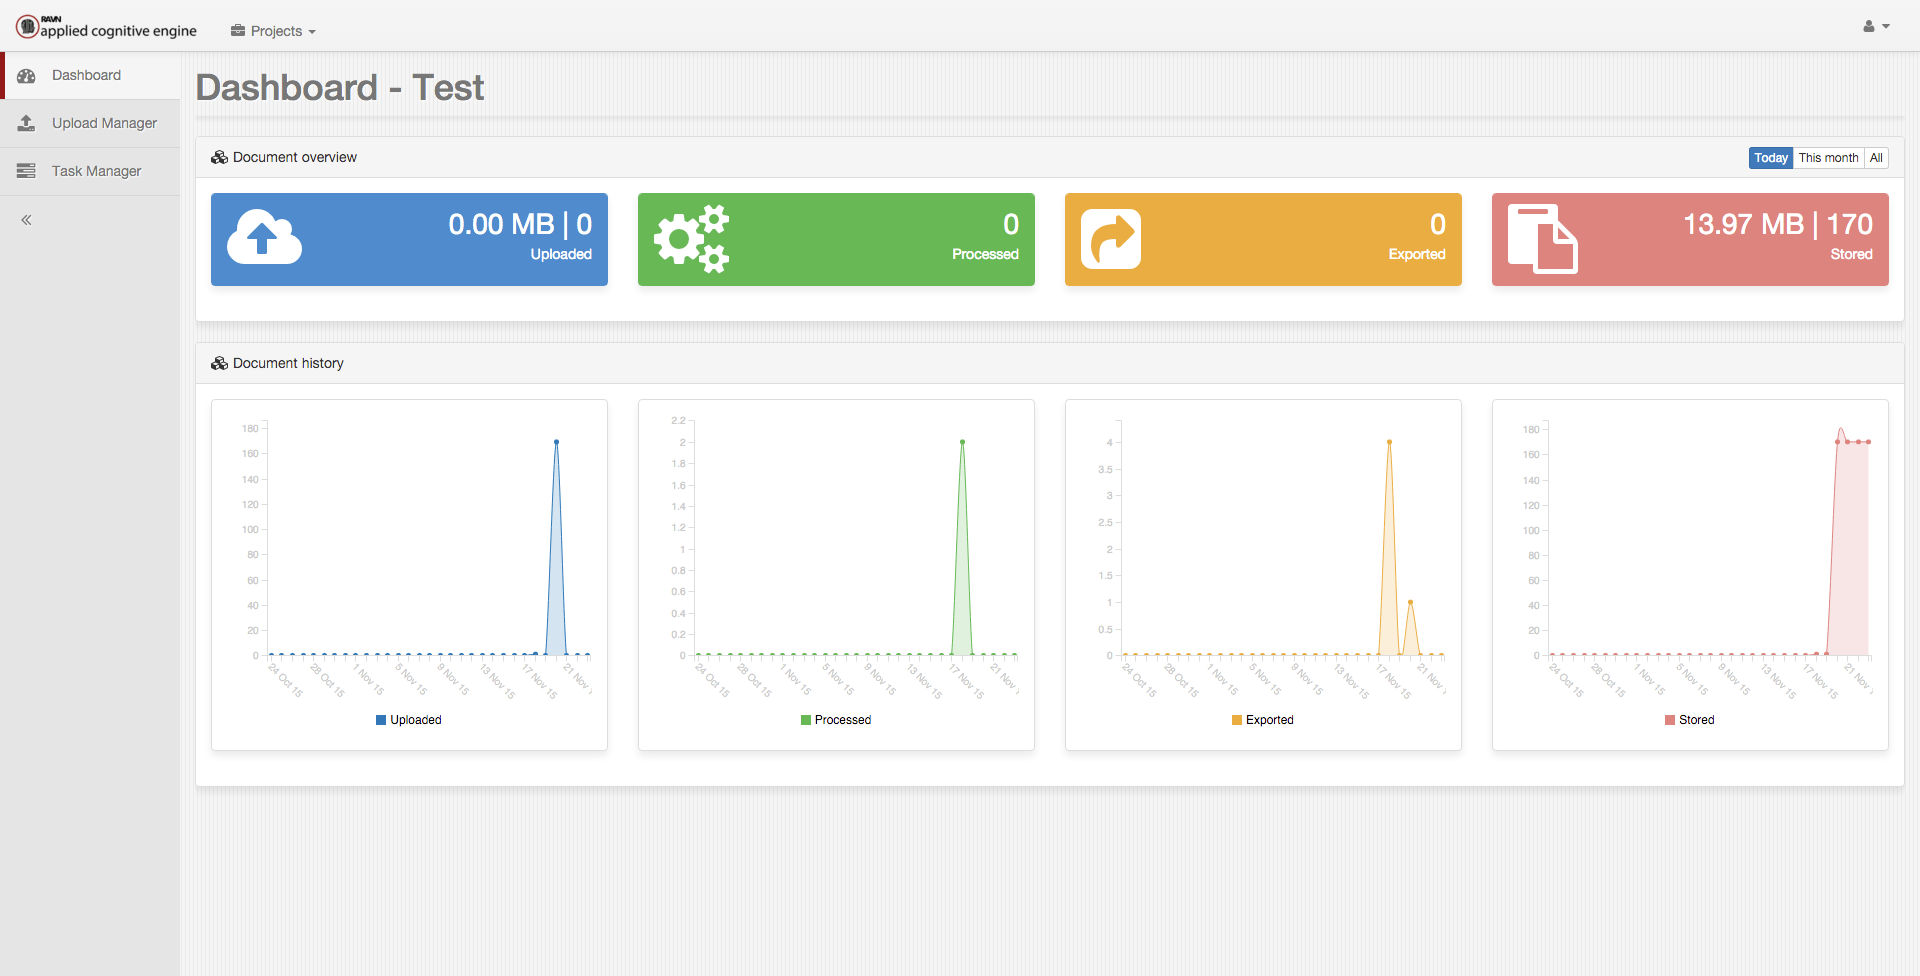 RAVN
applied cognitive engine
Projects
Dashboard
Upload Manager
Task Manager
Dashboard - Test
Document overview
Today This month All
0.00 MB | 0
Uploaded
0
Processed
0
Exported
13.97 MB | 170
Stored
Document history
180
160
140
120
100
80
60
40
20
0
24 Oct 15 28 Oct 15 1 Nov 15 5 Nov 15 9 Nov 15 13 Nov 15 17 Nov 15 21 Nov
Uploaded
2.2
2
1.8
1.6
1.4
1.2
1
0.8
0.6
0.4
0.2
0
24 Oct 15 28 Oct 15 1 Nov 15 5 Nov 15 9 Nov 15 13 Nov 15 17 Nov 15 21 Nov
Processed
4
3.5
3
2.5
2
1.5
1
0.5
0
24 Oct 15 28 Oct 15 1 Nov 15 5 Nov 15 9 Nov 15 13 Nov 15 17 Nov 15 21 Nov
Exported
180
160
140
120
100
80
60
40
20
0
24 Oct 15 28 Oct 15 1 Nov 15 5 Nov 15 9 Nov 15 13 Nov 15 17 Nov 15 21 Nov
Stored